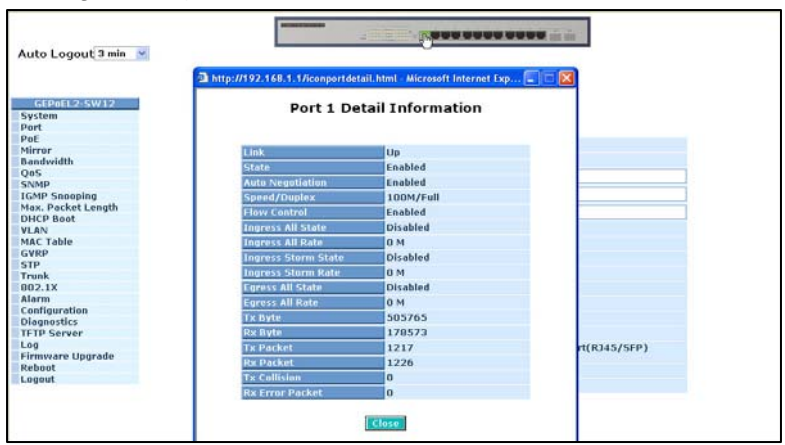 Auto Logout 3 min
http://192.168.1.1/iconportdetail.html - Microsoft Internet Exp...
Port 1 Detail Information
GEPoEL2-SW12
System
Port
PoE
Mirror
Bandwidth
QoS
SNMP
IGMP Snooping
Max. Packet Length
DHCP Boot
VLAN
MAC Table
GVRP
STP
Trunk
802.1X
Alarm
Configuration
Diagnostics
TFTP Server
Log
Firmware Upgrade
Reboot
Logout
Link Up
State Enabled
Auto Negotiation Enabled
Speed/Duplex 100M/Full
Flow Control Enabled
Ingress All State Disabled
Ingress All Rate 0 M
Ingress Storm State Disabled
Ingress Storm Rate 0 M
Egress All State Disabled
Egress All Rate 0 M
Tx Byte 505765
Rx Byte 178573
Tx Packet 1217
Rx Packet 1226
Tx Collision 0
Rx Error Packet 0
rt(RJ45/SFP)
Close